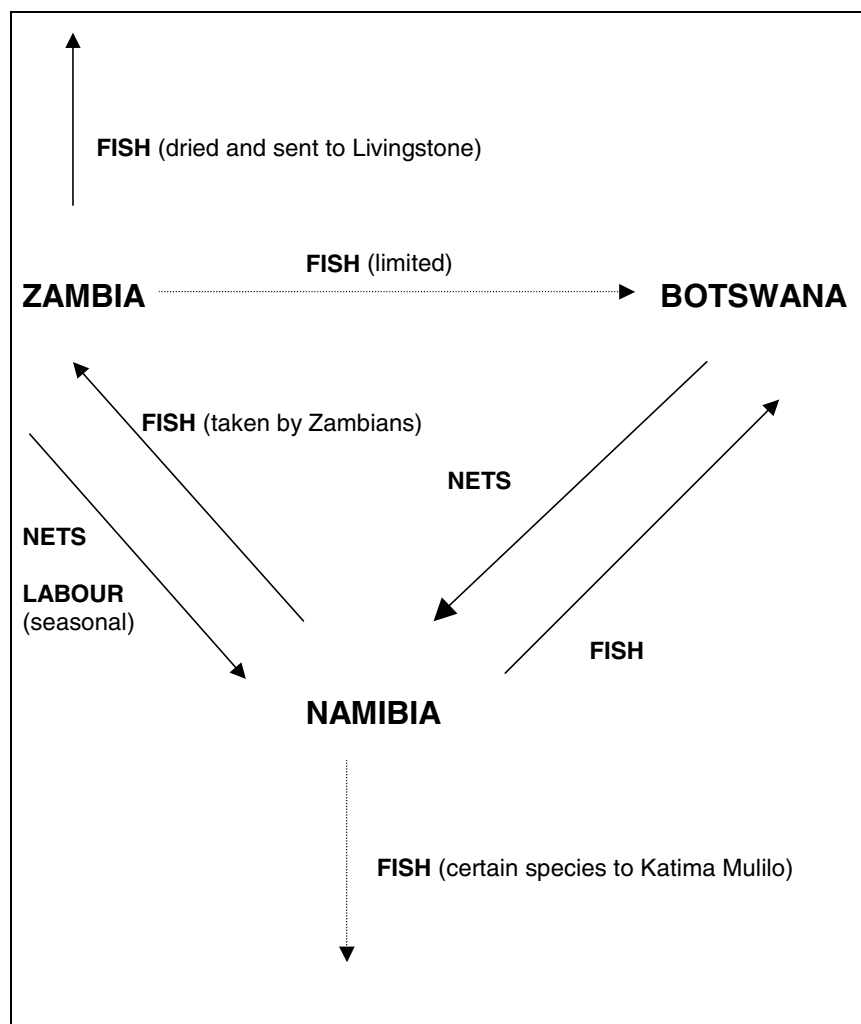 FISH (dried and sent to Livingstone)
FISH (limited)
ZAMBIA
BOTSWANA
FISH (taken by Zambians)
NETS
NETS
LABOUR
(seasonal)
FISH
NAMIBIA
FISH (certain species to Katima Mulilo)